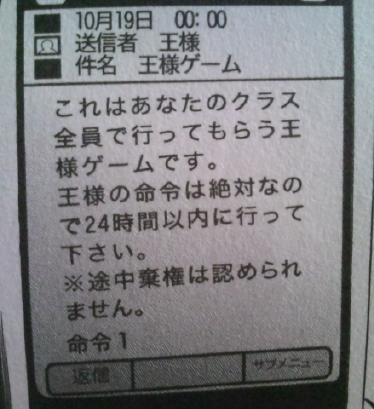 10月19日 00:00
送信者 王様
件名 王様ゲーム
これはあなたのクラス
全員で行ってもらう王
様ゲームです。
王様の命令は絶対なの
で24時間以内に行って
下さい。
※途中棄権は認められ
ません。
命令1
返信 サブメニュー